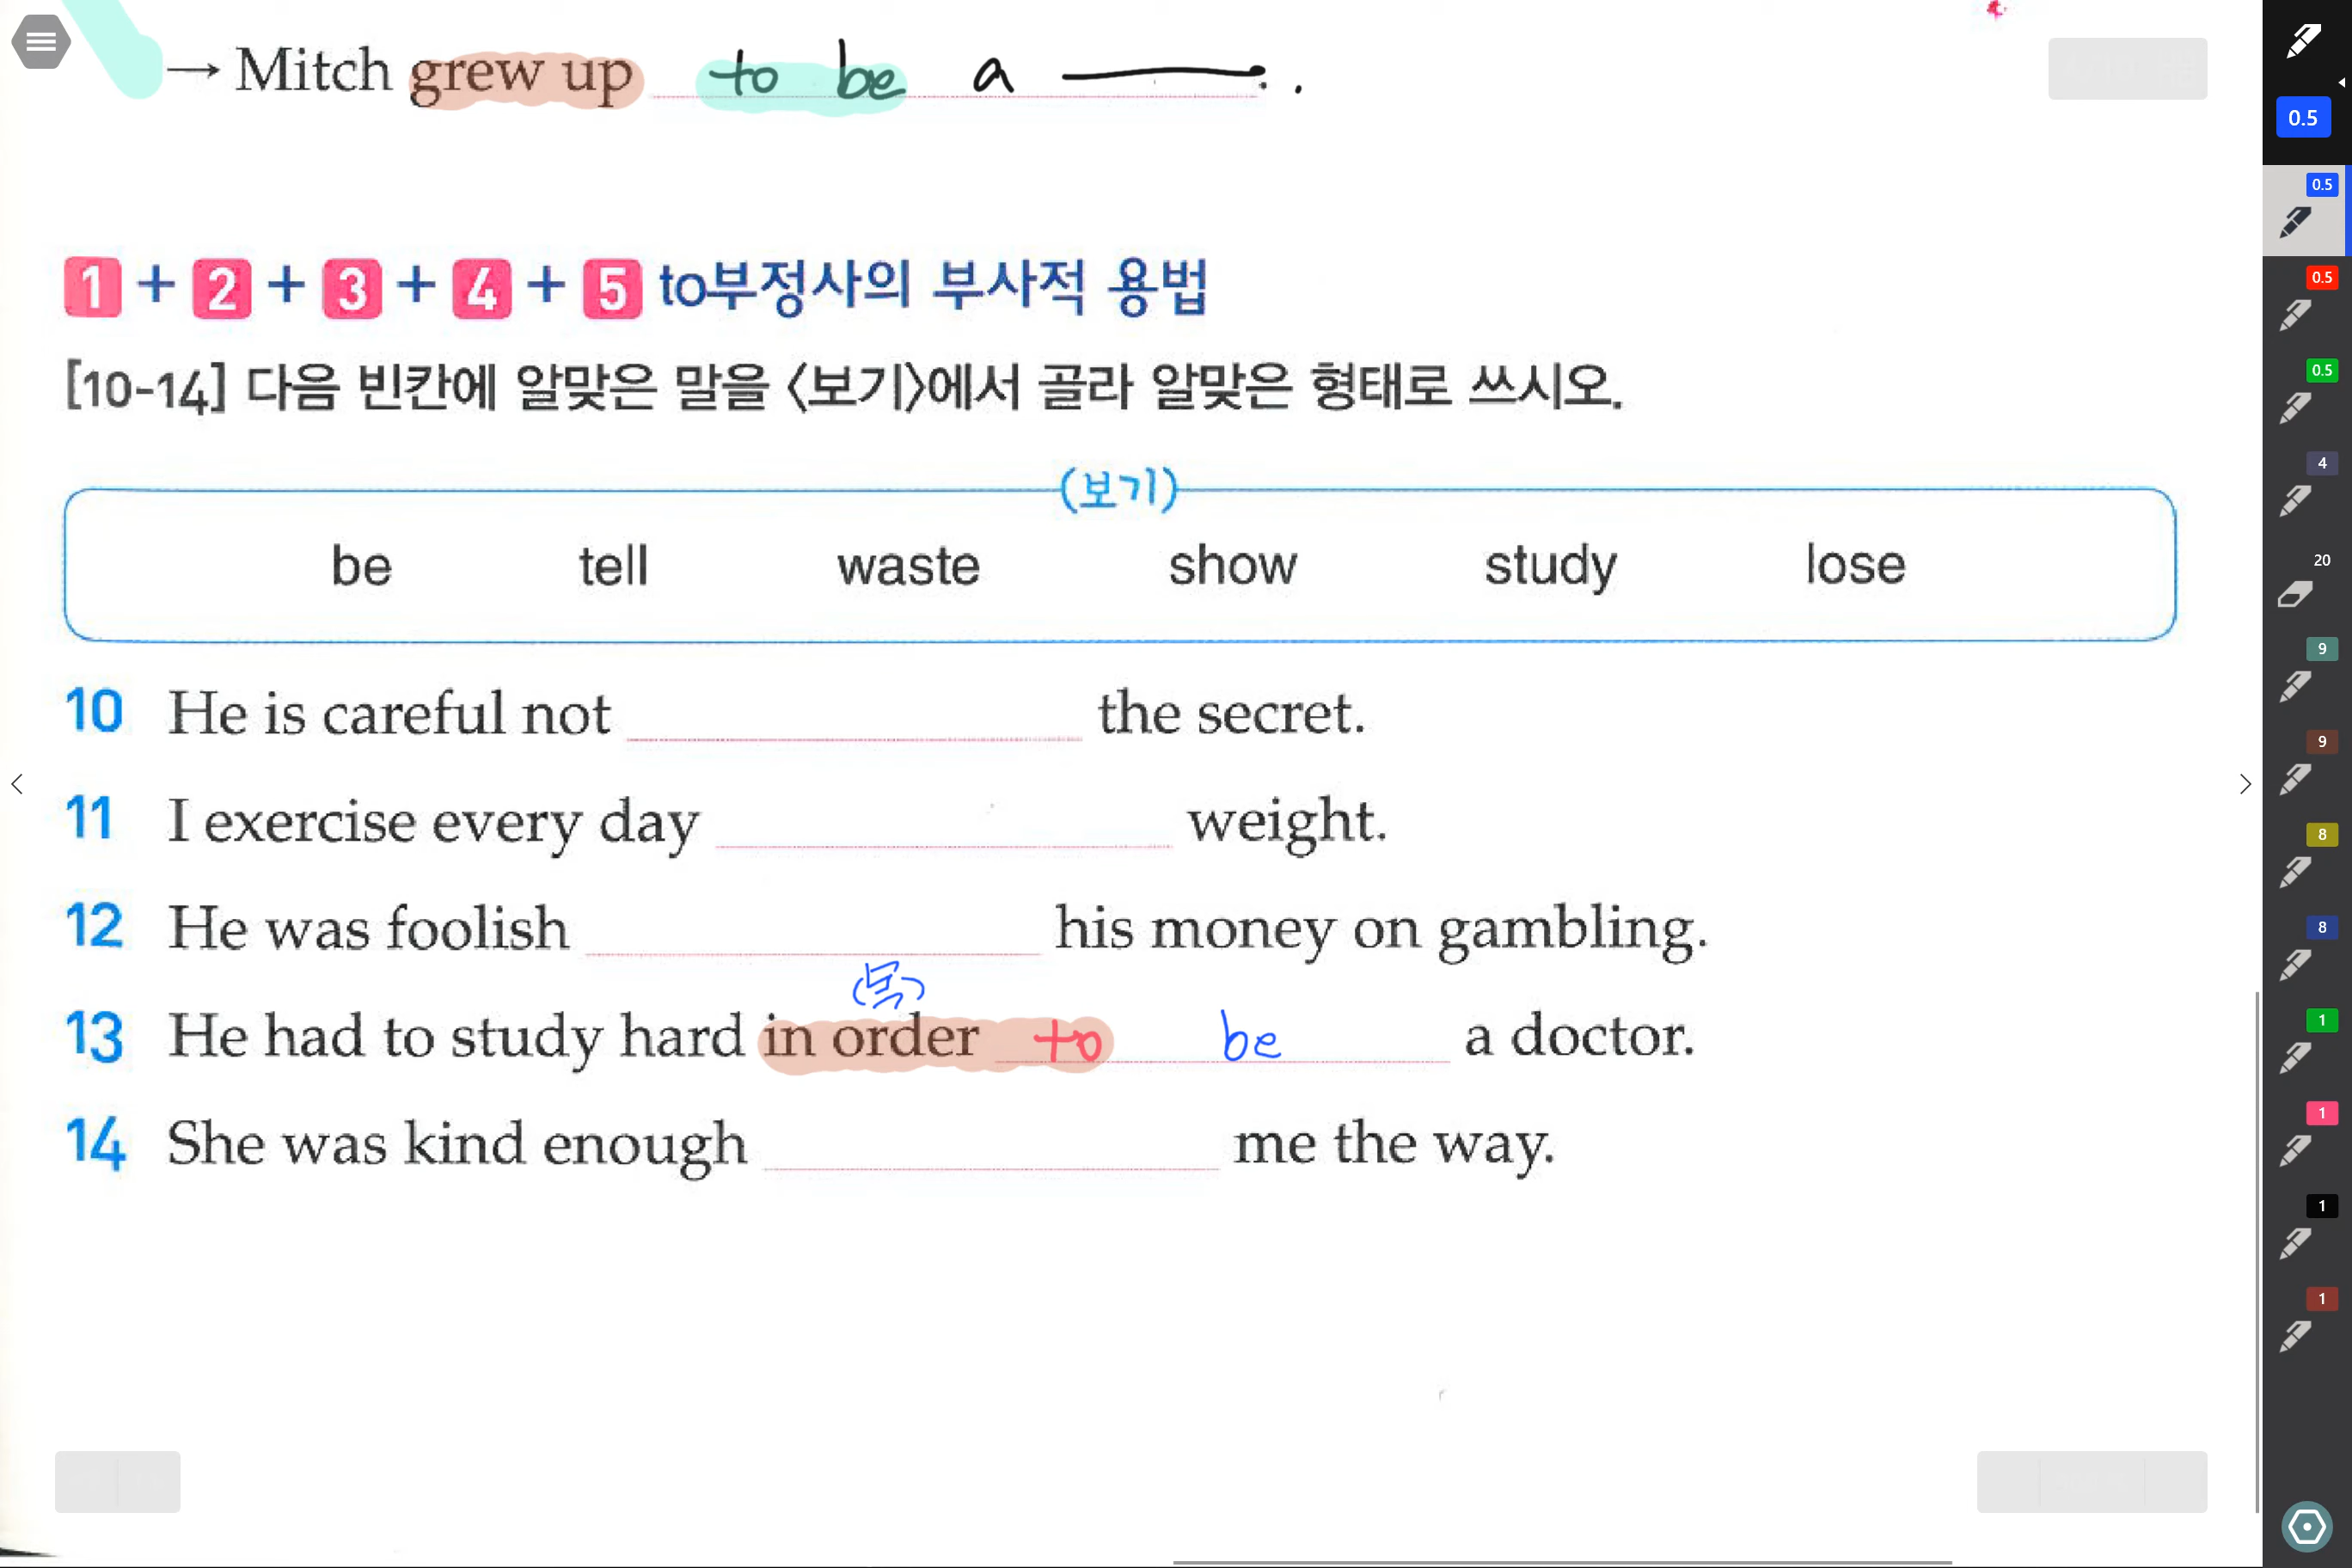 → Mitch grew up to be a ——.
1 + 2 + 3 + 4 + 5 to부정사의 부사적 용법
[10-14] 다음 빈칸에 알맞은 말을 〈보기〉에서 골라 알맞은 형태로 쓰시오.
(보기)
be tell waste show study lose
10 He is careful not the secret.
11 I exercise every day weight.
12 He was foolish his money on gambling.
(목)
13 He had to study hard in order to be a doctor.
14 She was kind enough me the way.
0.5
0.5
0.5
0.5
4
20
9
9
8
8
1
1
1
1